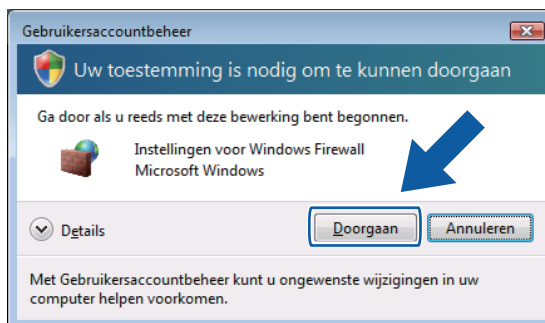 Gebruikersaccountbeheer
Uw toestemming is nodig om te kunnen doorgaan
Ga door als u reeds met deze bewerking bent begonnen.
Instellingen voor Windows Firewall
Microsoft Windows
Details
Doorgaan
Annuleren
Met Gebruikersaccountbeheer kunt u ongewenste wijzigingen in uw
computer helpen voorkomen.